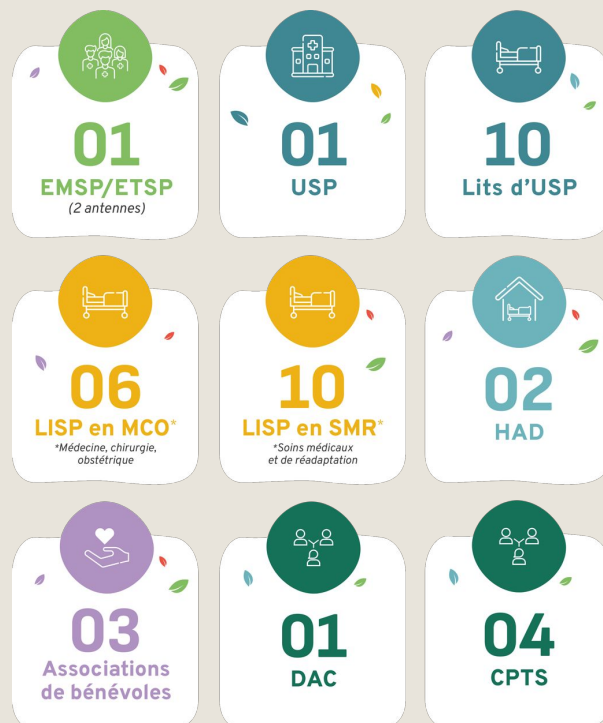 01
EMSP/ETSP
(2 antennes)
01
USP
10
Lits d’USP
06
LISP en MCO*
*Médecine, chirurgie,
obstétrique
10
LISP en SMR*
*Soins médicaux
et de réadaptation
02
HAD
03
Associations
de bénévoles
01
DAC
04
CPTS